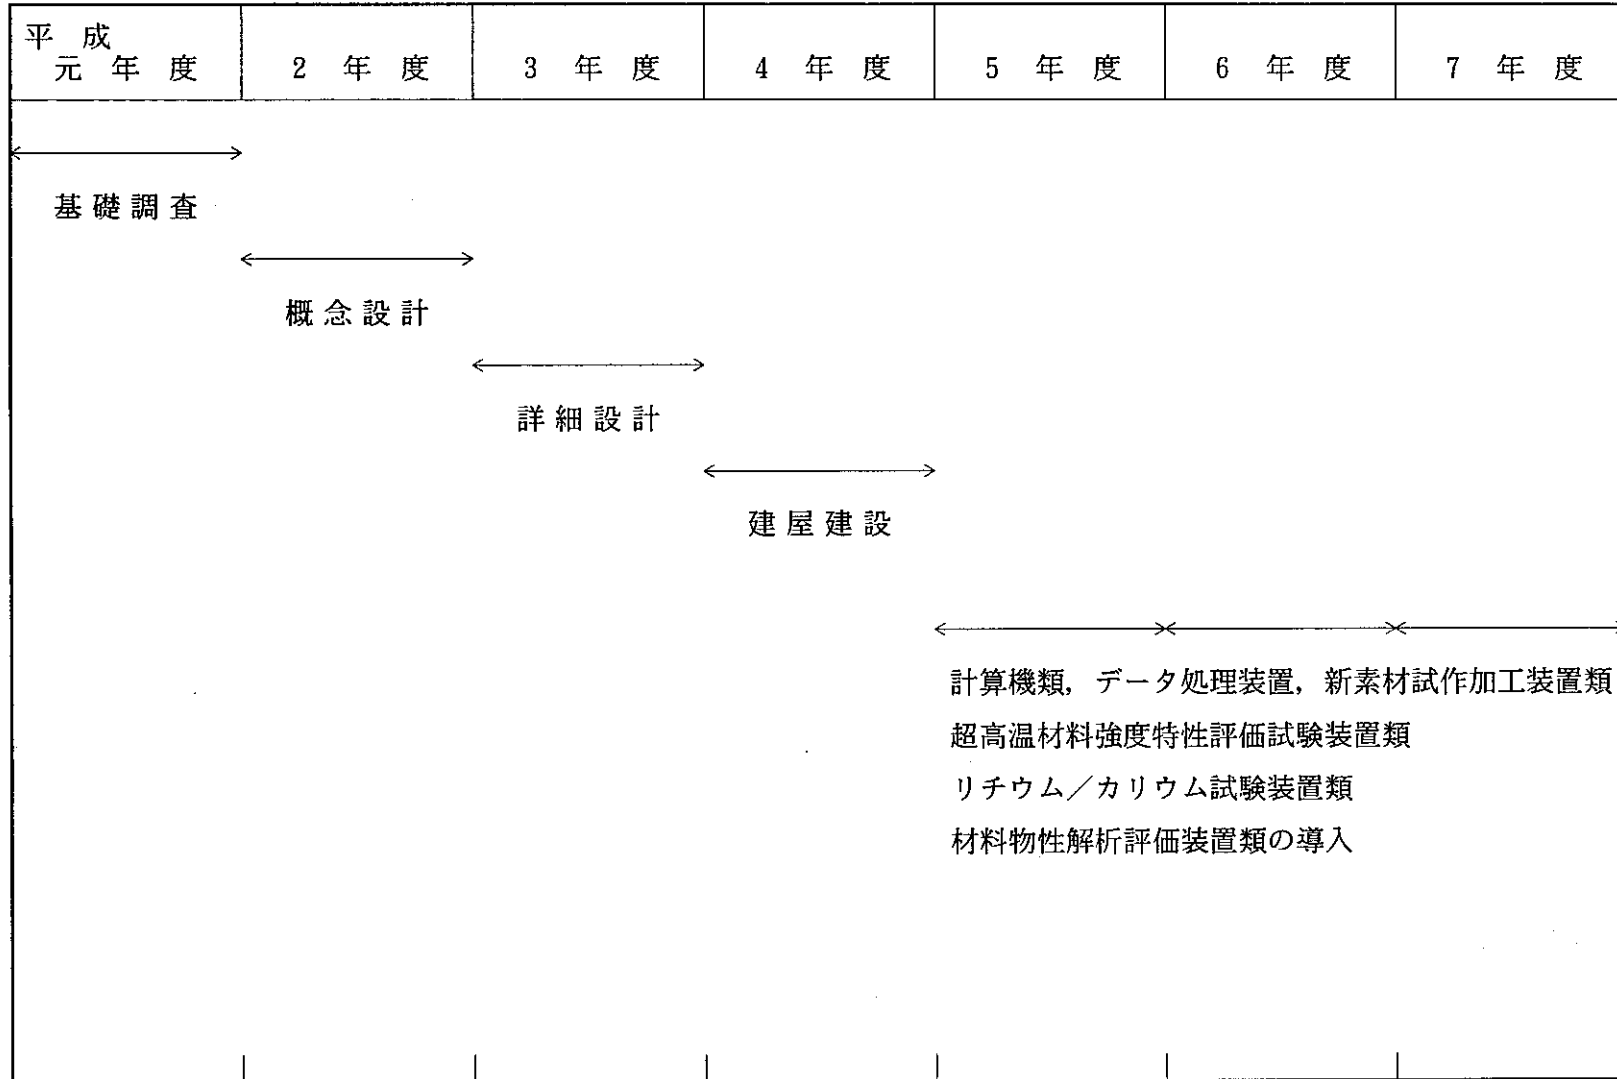 平成
元年度 2年度 3年度 4年度 5年度 6年度 7年度
基礎調査
概念設計
詳細設計
建屋建設
計算機類，データ処理装置，新素材試作加工装置類
超高温材料強度特性評価試験装置類
リチウム／カリウム試験装置類
材料物性解析評価装置類の導入